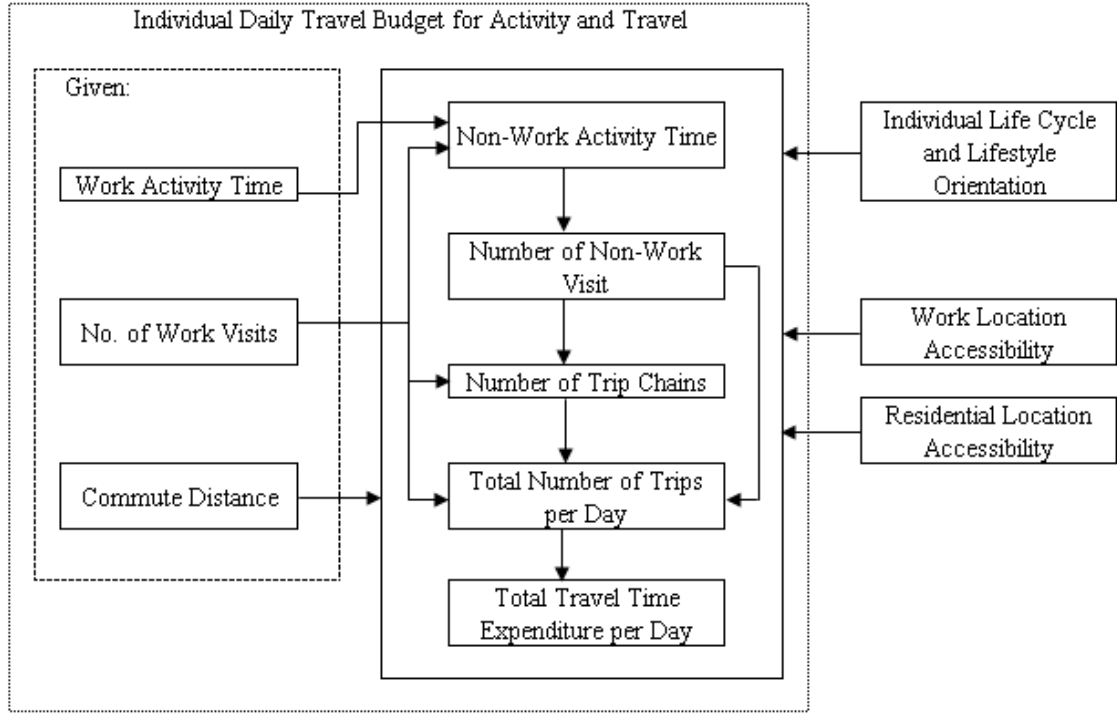 Individual Daily Travel Budget for Activity and Travel
Given:
Work Activity Time
No. of Work Visits
Commute Distance
Non-Work Activity Time
Number of Non-Work
Visit
Number of Trip Chains
Total Number of Trips
per Day
Total Travel Time
Expenditure per Day
Individual Life Cycle
and Lifestyle
Orientation
Work Location
Accessibility
Residential Location
Accessibility